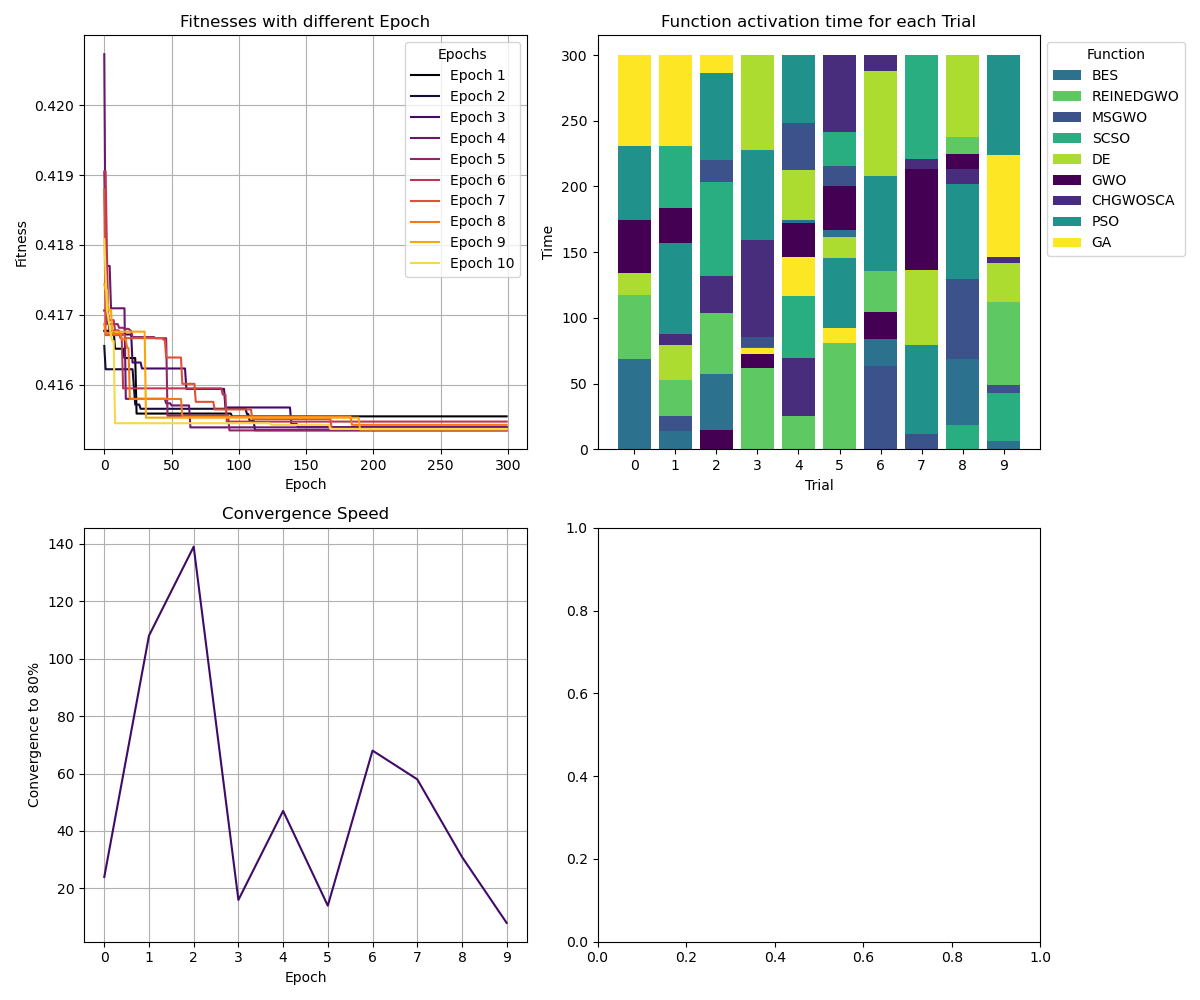 Fitnesses with different Epoch
Fitness
0.420
0.419
0.418
0.417
0.416
0 50 100 150 200 250 300
Epoch
Epochs
Epoch 1
Epoch 2
Epoch 3
Epoch 4
Epoch 5
Epoch 6
Epoch 7
Epoch 8
Epoch 9
Epoch 10
Function activation time for each Trial
Time
300
250
200
150
100
50
0
0 1 2 3 4 5 6 7 8 9
Trial
Function
BES
REINEDGWO
MSGWO
SCSO
DE
GWO
CHGWOSCA
PSO
GA
Convergence Speed
Convergence to 80%
140
120
100
80
60
40
20
0 1 2 3 4 5 6 7 8 9
Epoch
1.0
0.8
0.6
0.4
0.2
0.0
0.0 0.2 0.4 0.6 0.8 1.0